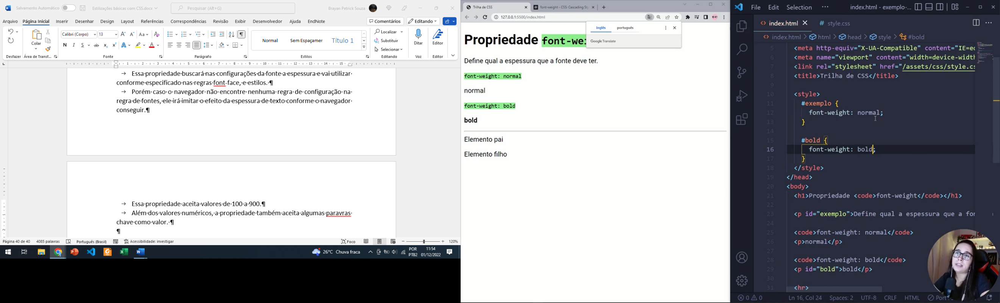 Salvamento Automático
Estilizações básicas com CSS.docx
Pesquisar (Alt+G)
Brayan Petrick Souza
Arquivo Página Inicial Inserir Desenhar Design Layout Referências Correspondências Revisão Exibir Desenvolvedor Ajuda EndNote
Comentários Editando
Colar
Calibri (Corpo) 13
Normal Sem Espaçamer Título 1
Localizar
Substituir
Selecionar
Ditar Editor
Desfazer Área de Transf... Fonte Parágrafo Estilos Editando Voz Editor
→ Essa·propriedade·buscará·nas·configurações·da·fonte·a·espessura·e·vai·utilizar·
conforme·especificado·nas·regras·font-face,·e·estilos.·¶
→ Porém·caso·o·navegador·não·encontre·nenhuma·regra·de·configuração·na·
regra·de·fontes,·ele·irá·imitar·o·efeito·da·espessura·de·texto·conforme·o·navegador·
conseguir.¶
→ Essa·propriedade·aceita·valores·de·100·a·900.¶
→ Além·dos·valores·numéricos,·a·propriedade·também·aceita·algumas·paravras·
chave·como·valor.·¶
¶
Página 40 de 40 4085 palavras Português (Brasil) Acessibilidade: investigar Foco 120%
26°C Chuva fraca
POR
PTB2
11:54
01/12/2022
Trilha de CSS
font-weight - CSS: Cascading Sty
127.0.0.1:5500/index.html
inglês português
Google Translate
Propriedade font-wei
Define qual a espessura que a fonte deve ter.
font-weight: normal
normal
font-weight: bold
bold
Elemento pai
Elemento filho
File Edit Selection ··· index.html - exemplo-...
index.html
# style.css
index.html > html > head > style > #bold
5 <meta http-equiv="X-UA-Compatible" content="IE=ed
6 <meta name="viewport" content="width=device-width
7 <link rel="stylesheet" href="/assets/css/style.cs
8 <title>Trilha de CSS</title>
9
10 <style>
11 #exemplo {
12 font-weight: normal;
13 }
14
15 #bold {
16 font-weight: bold;
17 }
18 </style>
19 </head>
20 <body>
21 <h1>Propriedade <code>font-weight</code></h1>
22
23 <p id="exemplo">Define qual a espessura que a fon
24
25 <code>font-weight: normal</code>
26 <p>normal</p>
27
28 <code>font-weight: bold</code>
29 <p id="bold">bold</p>
30
31 <hr>
0 0 Ln 16, Col 24 Spaces: 2 UTF-8 CRLF HTML Port